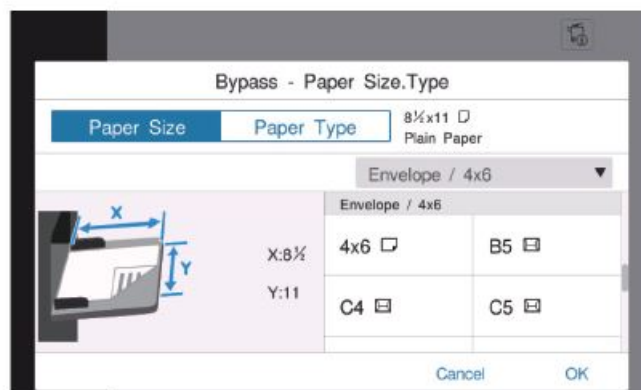 Bypass - Paper Size.Type
Paper Size Paper Type 8½x11
Plain Paper
Envelope / 4x6
Envelope / 4x6
X
Y
X:8½
Y:11
4x6 B5
C4 C5
Cancel OK